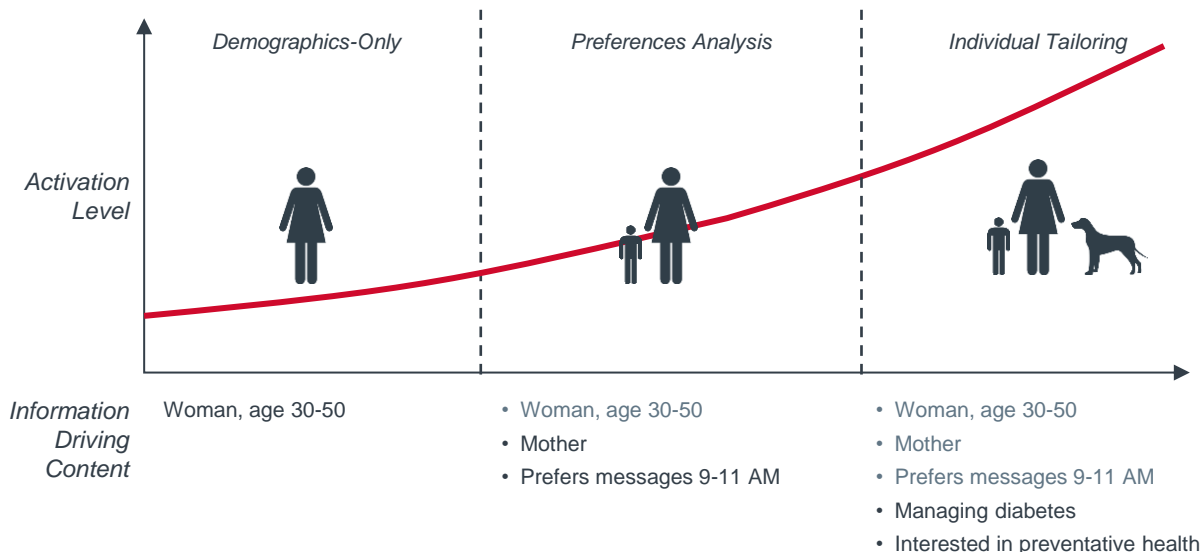 Demographics-Only
Preferences Analysis
Individual Tailoring
Activation
Level
Information
Driving
Content
Woman, age 30-50
• Woman, age 30-50
• Mother
• Prefers messages 9-11 AM
• Woman, age 30-50
• Mother
• Prefers messages 9-11 AM
• Managing diabetes
• Interested in preventative health